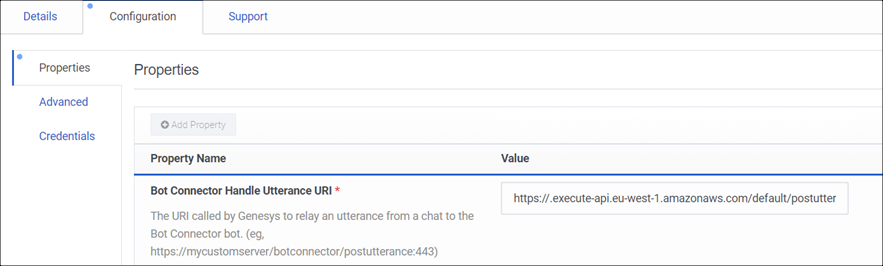 Details Configuration Support
Properties Properties
Advanced
Add Property
Credentials
Property Name Value
Bot Connector Handle Utterance URI * https://.execute-api.eu-west-1.amazonaws.com/default/postutter
The URI called by Genesys to relay an utterance from a chat to the
Bot Connector bot. (eg,
https://mycustomserver/botconnector/postutterance:443)